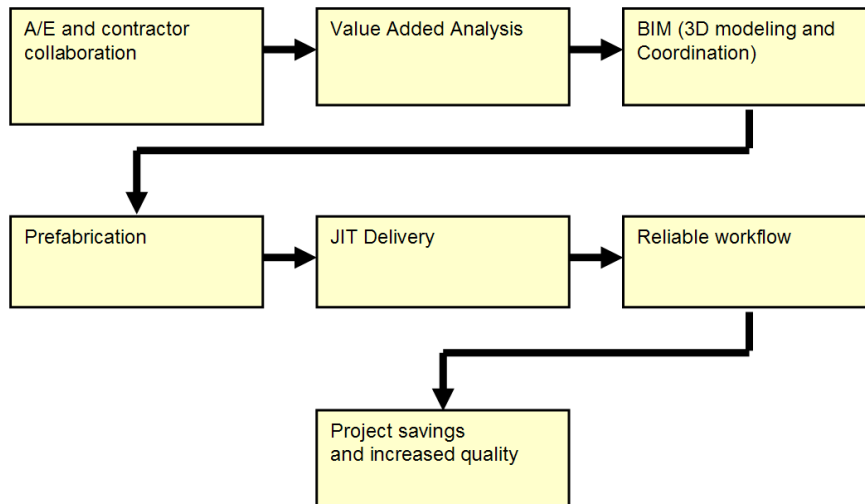 A/E and contractor
collaboration
Value Added Analysis
BIM (3D modeling and
Coordination)
Prefabrication
JIT Delivery
Reliable workflow
Project savings
and increased quality